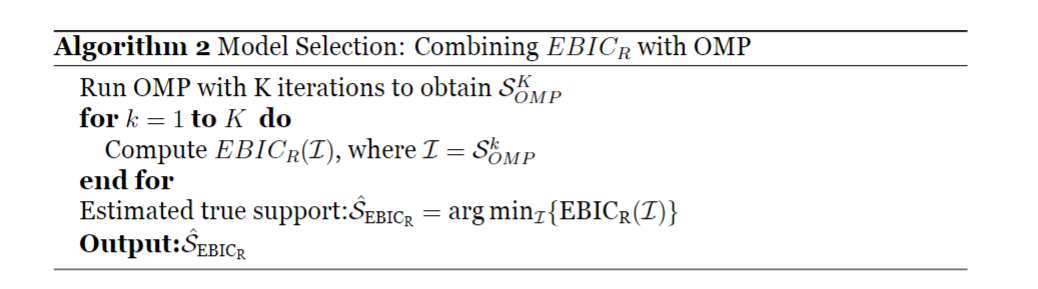 Algorithm 2 Model Selection: Combining $EBIC_R$ with OMP
Run OMP with K iterations to obtain $\mathcal{S}_{OMP}^{K}$
for $k = 1$ to $K$ do
Compute $EBIC_R(\mathcal{I})$, where $\mathcal{I} = \mathcal{S}_{OMP}^{k}$
end for
Estimated true support:$\hat{\mathcal{S}}_{\mathrm{EBIC_R}} = \arg\min_{\mathcal{I}}\{\mathrm{EBIC_R}(\mathcal{I})\}$
Output:$\hat{\mathcal{S}}_{\mathrm{EBIC_R}}$